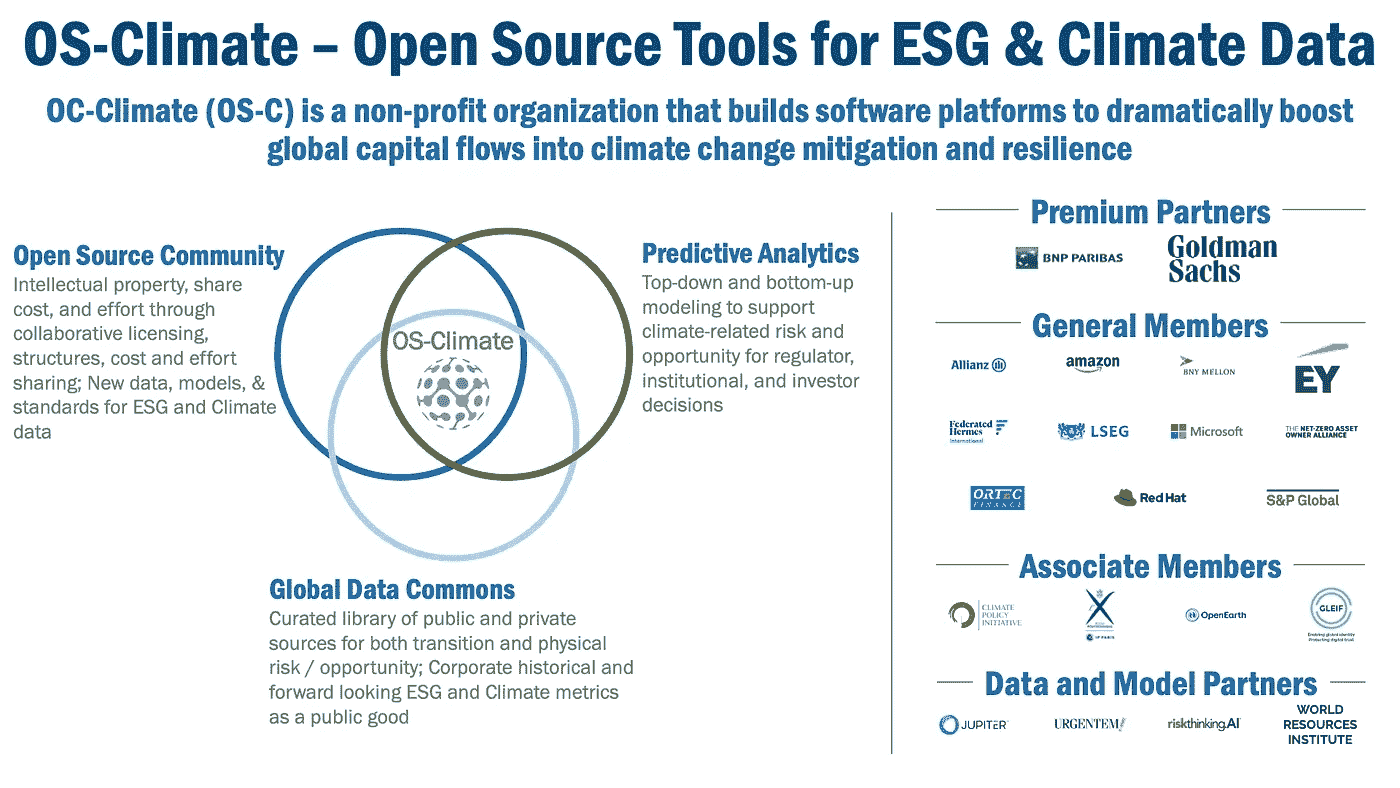 OS-Climate – Open Source Tools for ESG & Climate Data
OC-Climate (OS-C) is a non-profit organization that builds software platforms to dramatically boost
global capital flows into climate change mitigation and resilience
Open Source Community
Intellectual property, share
cost, and effort through
collaborative licensing,
structures, cost and effort
sharing; New data, models, &
standards for ESG and Climate
data
OS-Climate
Predictive Analytics
Top-down and bottom-up
modeling to support
climate-related risk and
opportunity for regulator,
institutional, and investor
decisions
Global Data Commons
Curated library of public and private
sources for both transition and physical
risk / opportunity; Corporate historical and
forward looking ESG and Climate metrics
as a public good
Premium Partners
BNP PARIBAS
Goldman
Sachs
General Members
Allianz
amazon
BNY MELLON
EY
Federated
Hermes
International
LSEG
Microsoft
THE NET-ZERO ASSET
OWNER ALLIANCE
ORTEC
FINANCE
Red Hat
S&P Global
Associate Members
CLIMATE
POLICY
INITIATIVE
IP PARIS
OpenEarth
GLEIF
Enabling global identity
Protecting digital trust
Data and Model Partners
JUPITER
URGENTEM
riskthinking.AI
WORLD
RESOURCES
INSTITUTE